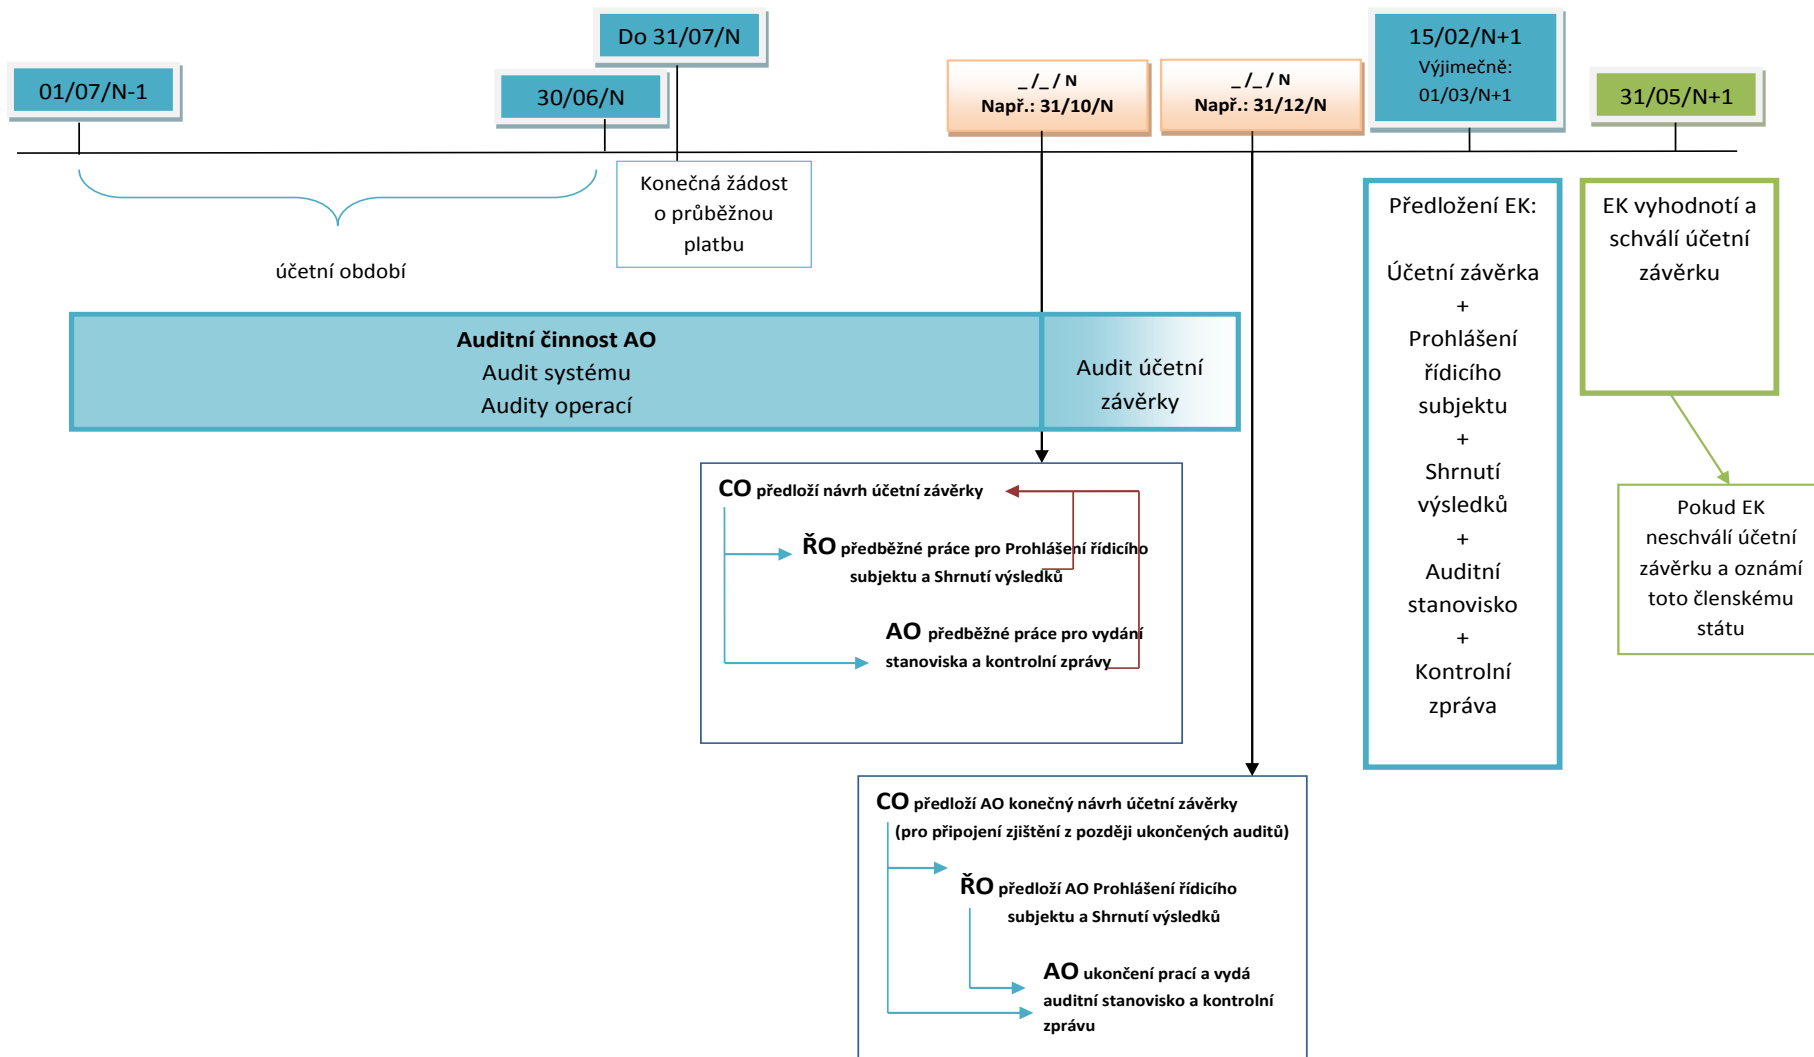 01/07/N-1
30/06/N
Do 31/07/N
_ /_ / N
Např.: 31/10/N
_ /_ / N
Např.: 31/12/N
15/02/N+1
Výjimečně:
01/03/N+1
31/05/N+1
účetní období
Konečná žádost
o průběžnou
platbu
Auditní činnost AO
Audit systému
Audity operací
Audit účetní
závěrky
CO předloží návrh účetní závěrky
ŘO předběžné práce pro Prohlášení řídicího
subjektu a Shrnutí výsledků
AO předběžné práce pro vydání
stanoviska a kontrolní zprávy
CO předloží AO konečný návrh účetní závěrky
(pro připojení zjištění z později ukončených auditů)
ŘO předloží AO Prohlášení řídicího
subjektu a Shrnutí výsledků
AO ukončení prací a vydá
auditní stanovisko a kontrolní
zprávu
Předložení EK:
Účetní závěrka
+
Prohlášení
řídicího
subjektu
+
Shrnutí
výsledků
+
Auditní
stanovisko
+
Kontrolní
zpráva
EK vyhodnotí a
schválí účetní
závěrku
Pokud EK
neschválí účetní
závěrku a oznámí
toto členskému
státu